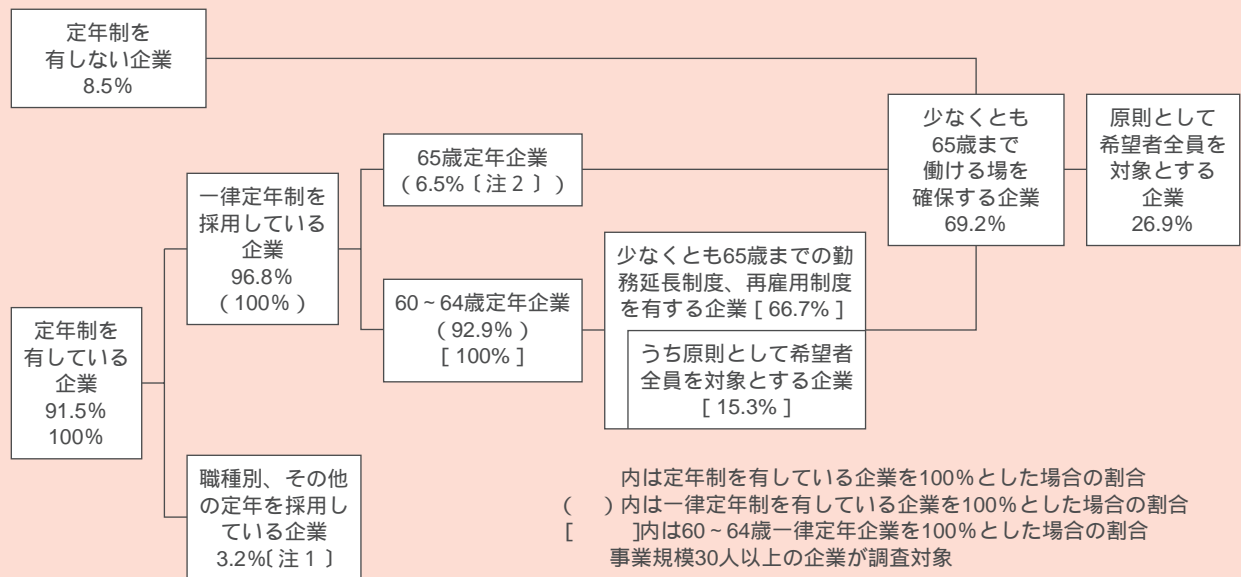 定年制を
有しない企業
8.5%
定年制を
有している
企業
91.5%
100%
一律定年制を
採用している
企業
96.8%
(100%)
職種別、その他
の定年を採用し
ている企業
3.2%〔注1〕
65歳定年企業
(6.5%〔注2〕)
60~64歳定年企業
(92.9%)
[100%]
少なくとも65歳までの勤
務延長制度、再雇用制度
を有する企業[66.7%]
うち原則として希望者
全員を対象とする企業
[15.3%]
少なくとも
65歳まで
働ける場を
確保する企業
69.2%
原則として
希望者全員を
対象とする
企業
26.9%
内は定年制を有している企業を100%とした場合の割合
( )内は一律定年制を有している企業を100%とした場合の割合
[ ]内は60~64歳一律定年企業を100%とした場合の割合
事業規模30人以上の企業が調査対象